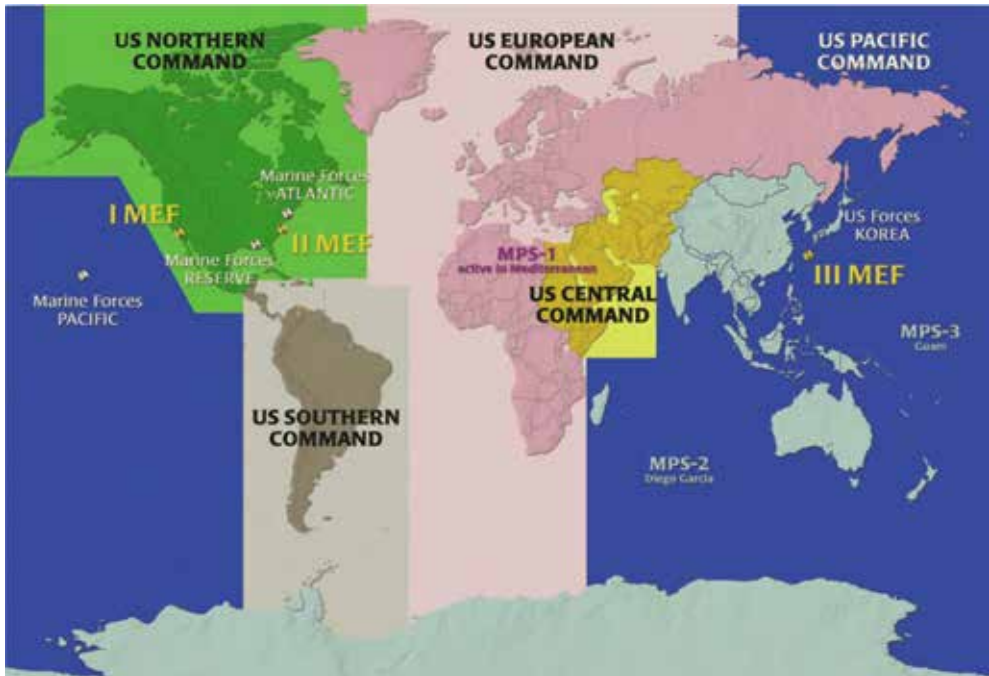 US NORTHERN
COMMAND
US EUROPEAN
COMMAND
US PACIFIC
COMMAND
Marine Forces
ATLANTIC
I MEF
II MEF
Marine Forces
RESERVE
Marine Forces
PACIFIC
MPS-1
active in Mediterranean
US CENTRAL
COMMAND
US Forces
KOREA
III MEF
MPS-3
Guam
US SOUTHERN
COMMAND
MPS-2
Diego Garcia